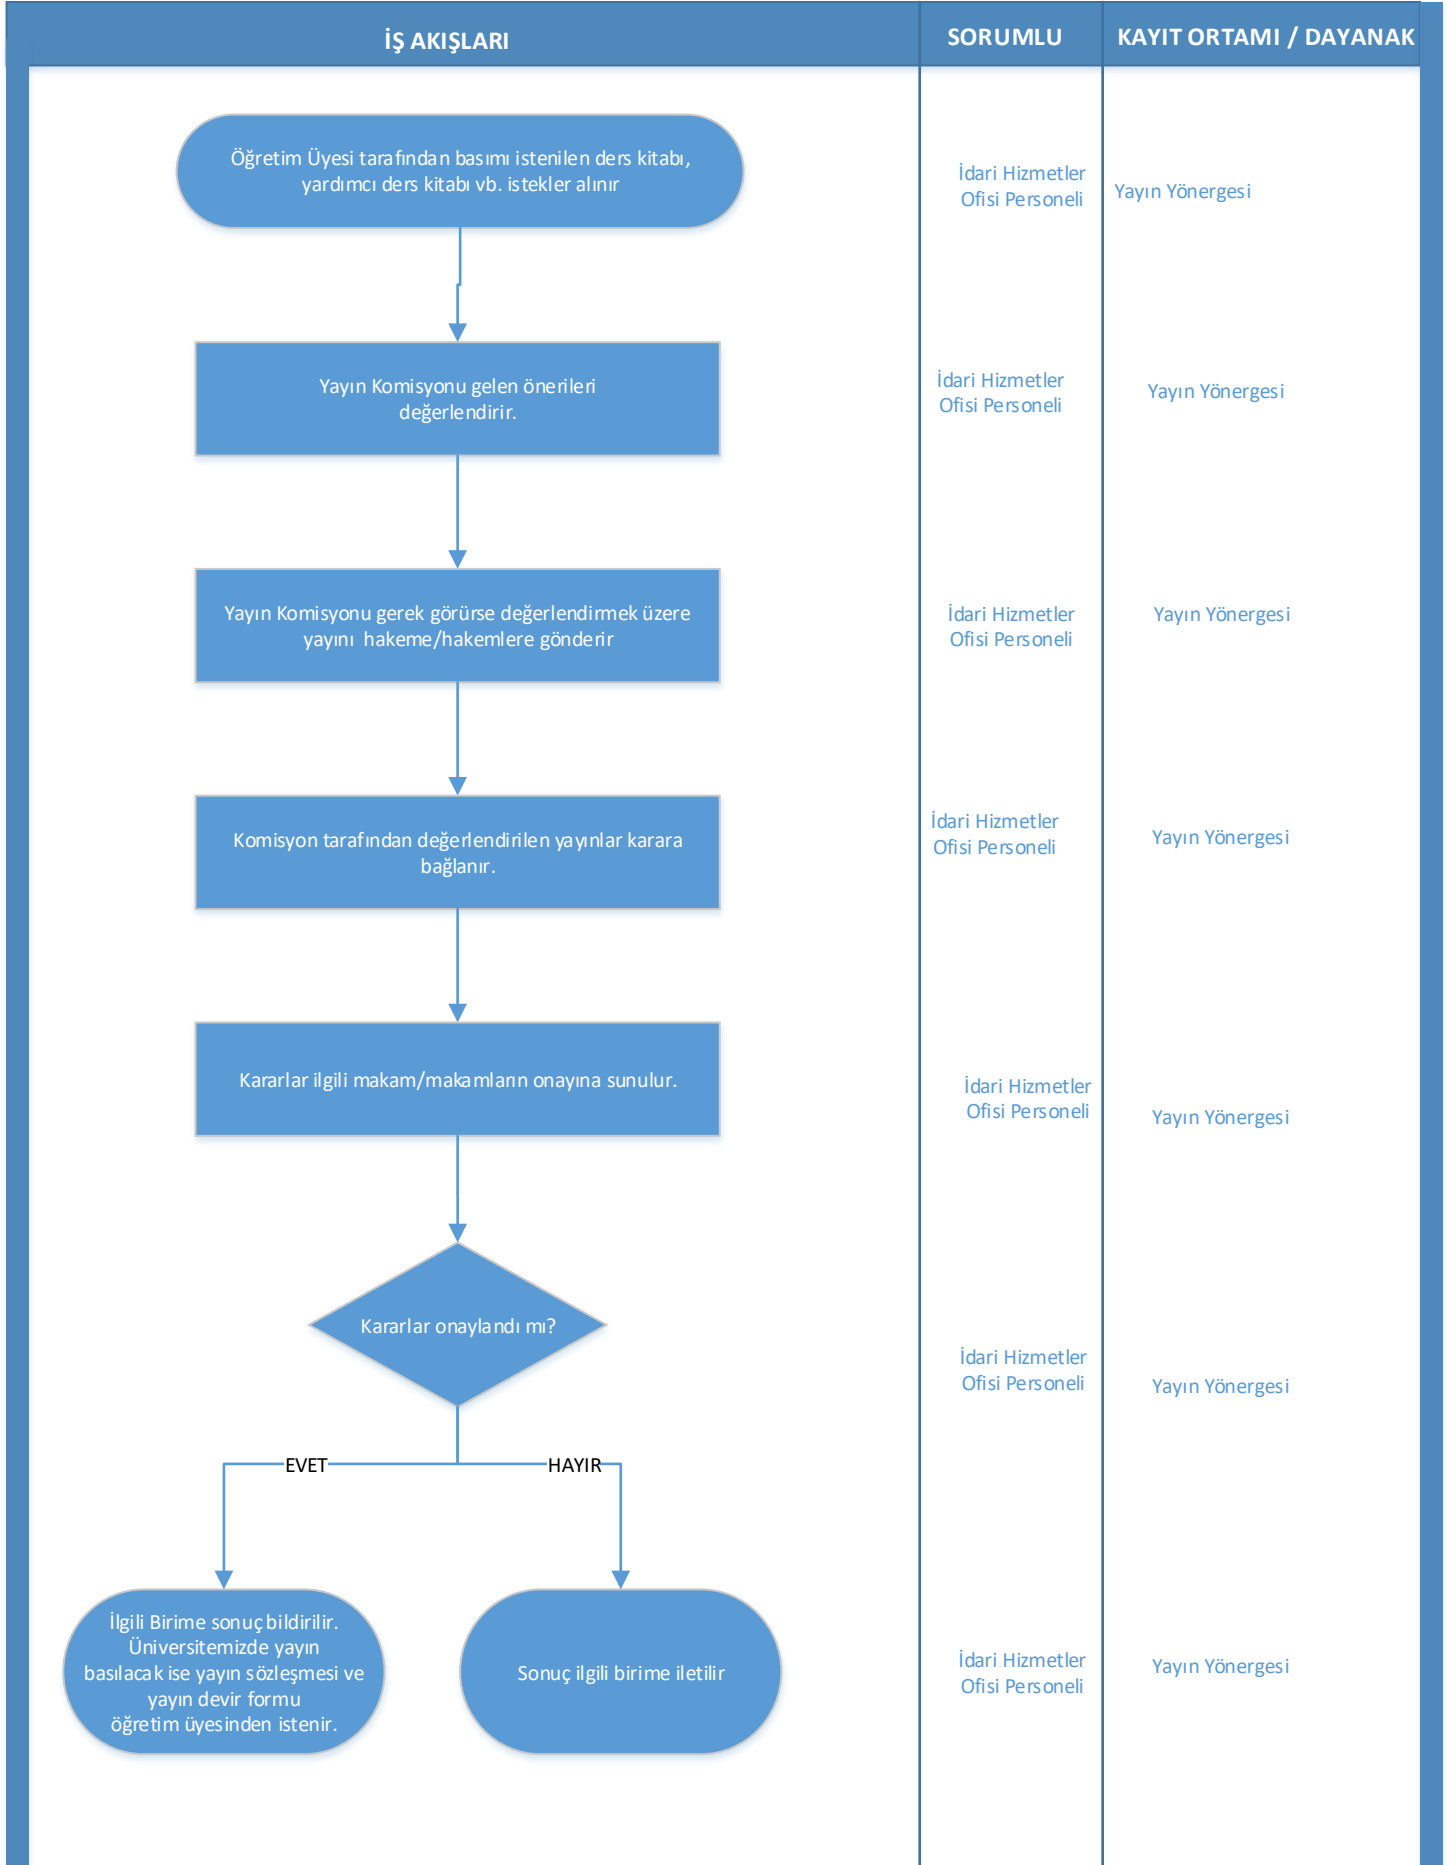 İŞ AKIŞLARI
SORUMLU
KAYIT ORTAMI / DAYANAK
Öğretim Üyesi tarafından basımı istenilen ders kitabı,
yardımcı ders kitabı vb. istekler alınır
İdari Hizmetler
Ofisi Personeli
Yayın Yönergesi
Yayın Komisyonu gelen önerileri
değerlendirir.
İdari Hizmetler
Ofisi Personeli
Yayın Yönergesi
Yayın Komisyonu gerek görürse değerlendirmek üzere
yayını hakeme/hakemlere gönderir
İdari Hizmetler
Ofisi Personeli
Yayın Yönergesi
Komisyon tarafından değerlendirilen yayınlar karara
bağlanır.
İdari Hizmetler
Ofisi Personeli
Yayın Yönergesi
Kararlar ilgili makam/makamların onayına sunulur.
İdari Hizmetler
Ofisi Personeli
Yayın Yönergesi
Kararlar onaylandı mı?
İdari Hizmetler
Ofisi Personeli
Yayın Yönergesi
EVET
HAYIR
İlgili Birime sonuç bildirilir.
Üniversitemizde yayın
basılacak ise yayın sözleşmesi ve
yayın devir formu
öğretim üyesinden istenir.
Sonuç ilgili birime iletilir
İdari Hizmetler
Ofisi Personeli
Yayın Yönergesi